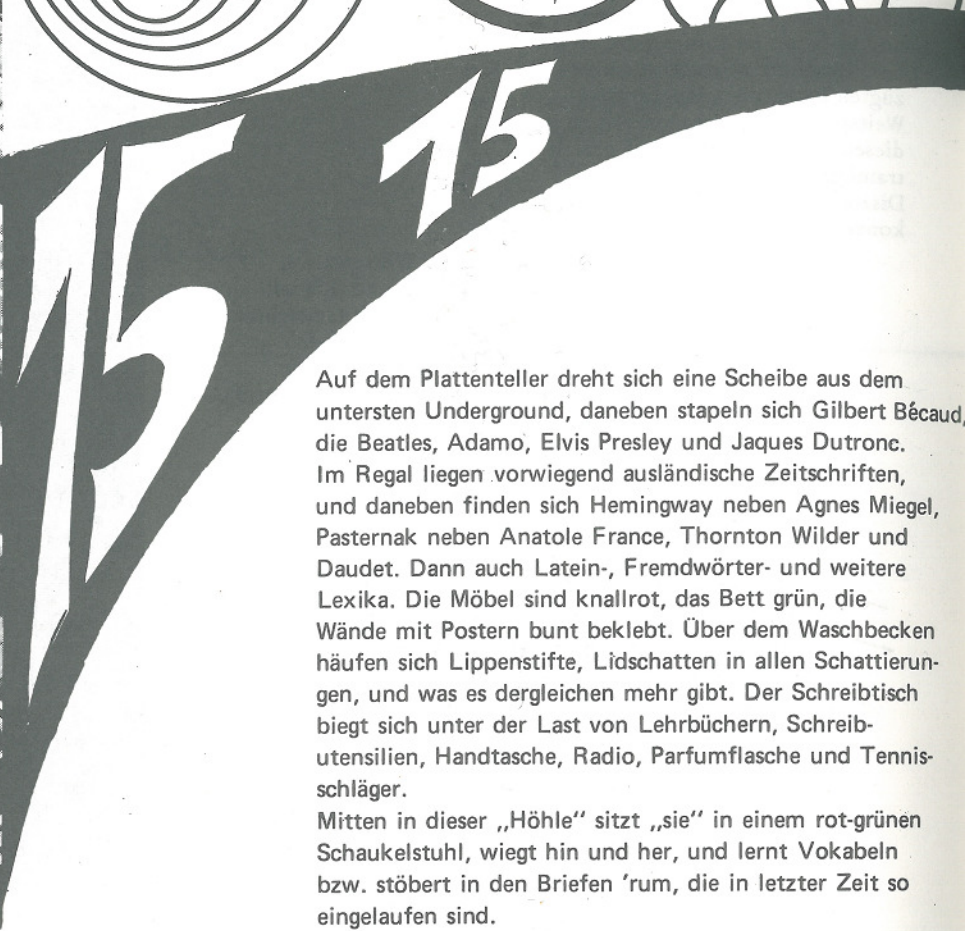 15
15
Auf dem Plattenteller dreht sich eine Scheibe aus dem
untersten Underground, daneben stapeln sich Gilbert Bécaud,
die Beatles, Adamo, Elvis Presley und Jaques Dutronc.
Im Regal liegen vorwiegend ausländische Zeitschriften,
und daneben finden sich Hemingway neben Agnes Miegel,
Pasternak neben Anatole France, Thornton Wilder und
Daudet. Dann auch Latein-, Fremdwörter- und weitere
Lexika. Die Möbel sind knallrot, das Bett grün, die
Wände mit Postern bunt beklebt. Über dem Waschbecken
häufen sich Lippenstifte, Lidschatten in allen Schattierun-
gen, und was es dergleichen mehr gibt. Der Schreibtisch
biegt sich unter der Last von Lehrbüchern, Schreib-
utensilien, Handtasche, Radio, Parfumflasche und Tennis-
schläger.
Mitten in dieser „Höhle" sitzt „sie" in einem rot-grünen
Schaukelstuhl, wiegt hin und her, und lernt Vokabeln
bzw. stöbert in den Briefen 'rum, die in letzter Zeit so
eingelaufen sind.